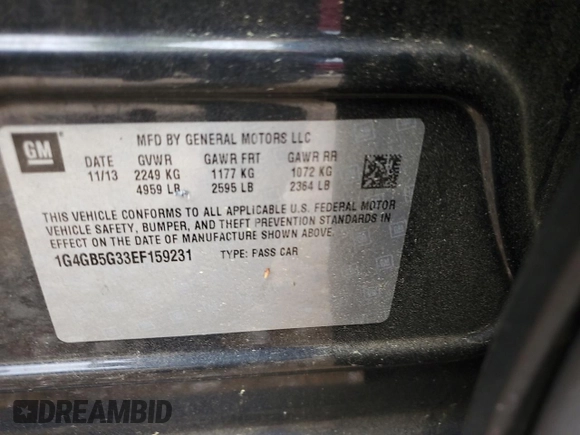 GM
MFD BY GENERAL MOTORS LLC
DATE GVWR GAWR FRT GAWR RR
11/13 2249 KG 1177 KG 1072 KG
4959 LB 2595 LB 2364 LB
THIS VEHICLE CONFORMS TO ALL APPLICABLE U.S. FEDERAL MOTOR
VEHICLE SAFETY, BUMPER, AND THEFT PREVENTION STANDARDS IN
EFFECT ON THE DATE OF MANUFACTURE SHOWN ABOVE.
1G4GB5G33EF159231 TYPE: PASS CAR
DREAMBID